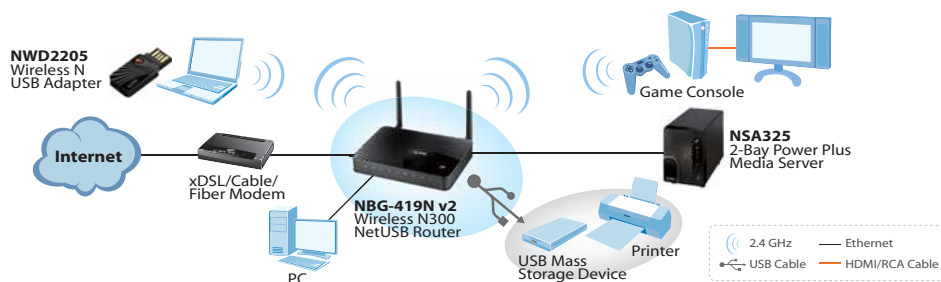 NWD2205
Wireless N
USB Adapter
Game Console
Internet
xDSL/Cable/
Fiber Modem
NBG-419N v2
Wireless N300
NetUSB Router
NSA325
2-Bay Power Plus
Media Server
PC
USB Mass
Storage Device
Printer
2.4 GHz
Ethernet
USB Cable
HDMI/RCA Cable